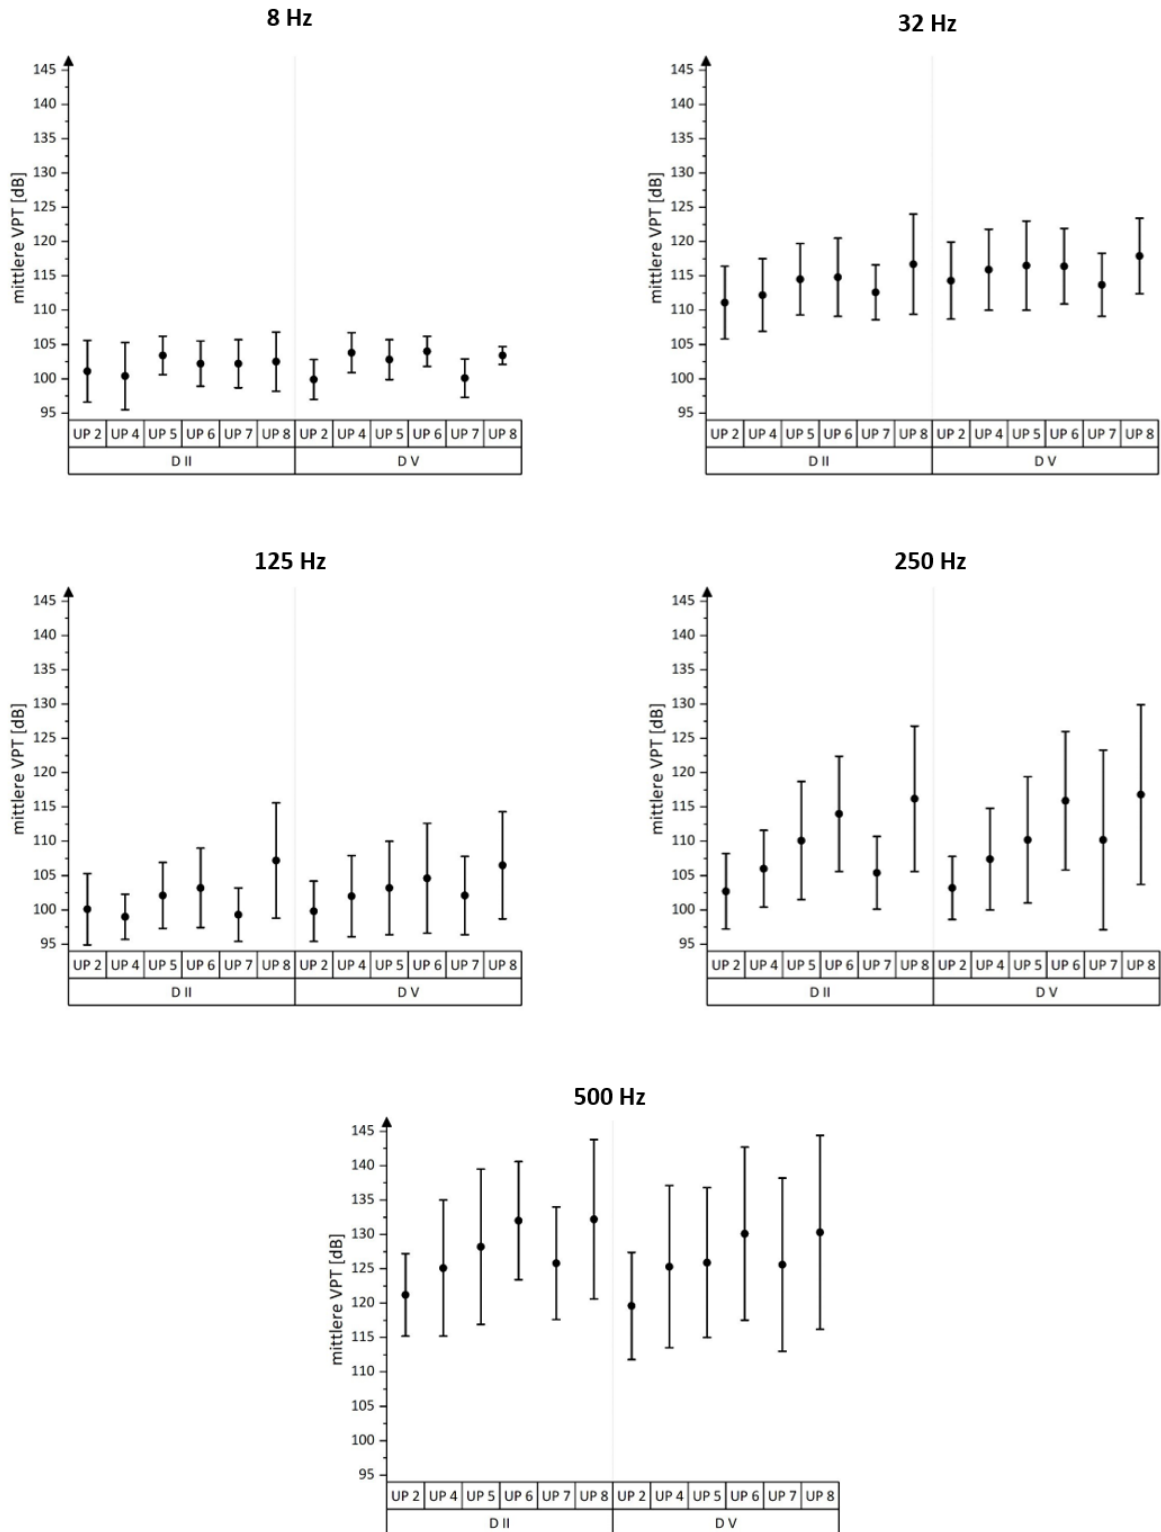 8 Hz
mittlere VPT [dB]
145
140
135
130
125
120
115
110
105
100
95
UP 2 UP 4 UP 5 UP 6 UP 7 UP 8 UP 2 UP 4 UP 5 UP 6 UP 7 UP 8
D II D V
32 Hz
mittlere VPT [dB]
145
140
135
130
125
120
115
110
105
100
95
UP 2 UP 4 UP 5 UP 6 UP 7 UP 8 UP 2 UP 4 UP 5 UP 6 UP 7 UP 8
D II D V
125 Hz
mittlere VPT [dB]
145
140
135
130
125
120
115
110
105
100
95
UP 2 UP 4 UP 5 UP 6 UP 7 UP 8 UP 2 UP 4 UP 5 UP 6 UP 7 UP 8
D II D V
250 Hz
mittlere VPT [dB]
145
140
135
130
125
120
115
110
105
100
95
UP 2 UP 4 UP 5 UP 6 UP 7 UP 8 UP 2 UP 4 UP 5 UP 6 UP 7 UP 8
D II D V
500 Hz
mittlere VPT [dB]
145
140
135
130
125
120
115
110
105
100
95
UP 2 UP 4 UP 5 UP 6 UP 7 UP 8 UP 2 UP 4 UP 5 UP 6 UP 7 UP 8
D II D V